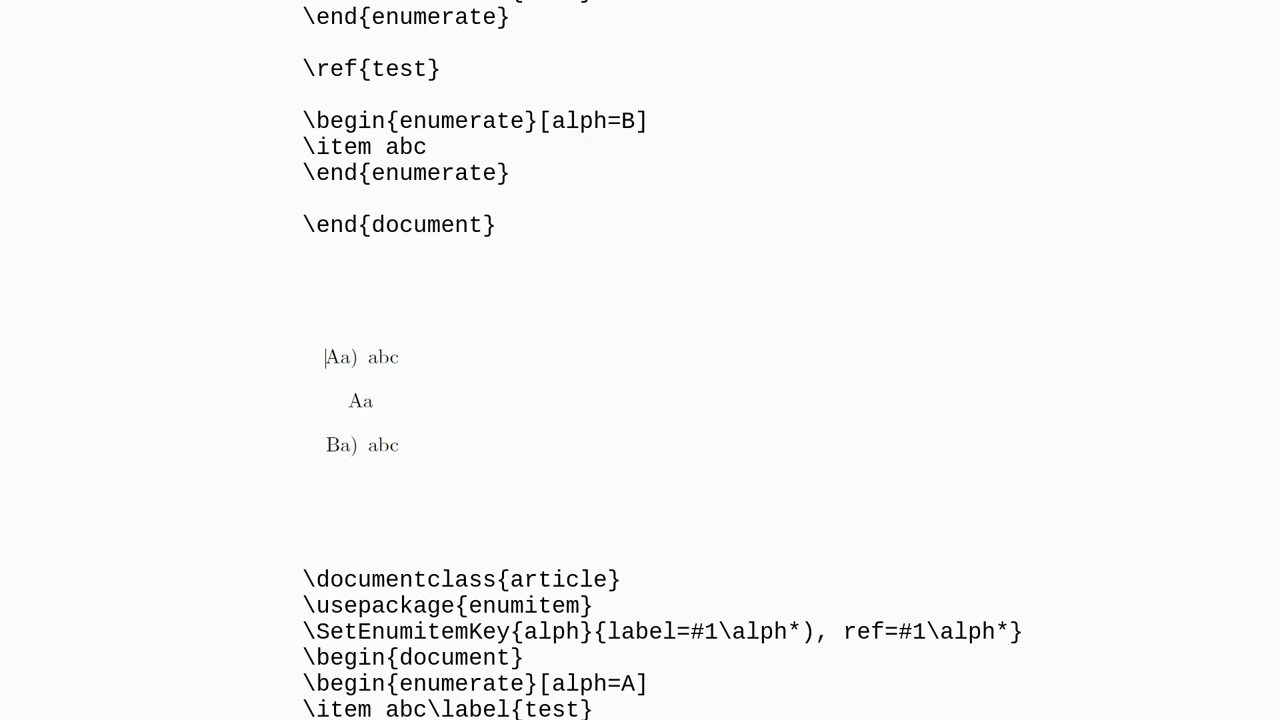 \end{enumerate}
\ref{test}
\begin{enumerate}[alph=B]
\item abc
\end{enumerate}
\end{document}
Aa) abc
Aa
Ba) abc
\documentclass{article}
\usepackage{enumitem}
\SetEnumitemKey{alph}{label=#1\alph*), ref=#1\alph*}
\begin{document}
\begin{enumerate}[alph=A]
\item abc\label{test}